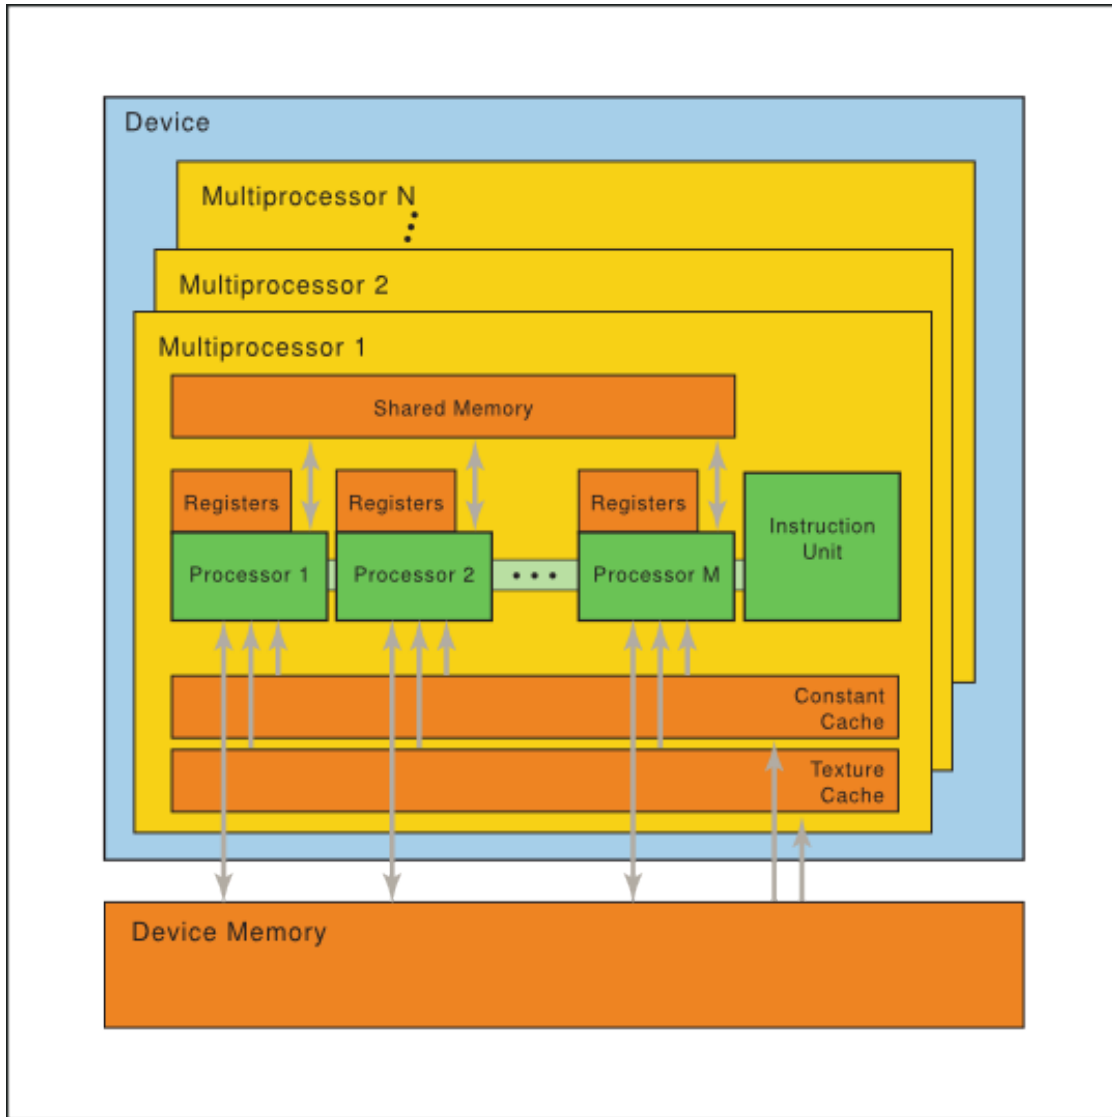 Device
Multiprocessor N
Multiprocessor 2
Multiprocessor 1
Shared Memory
Registers
Registers
Registers
Instruction
Unit
Processor 1
Processor 2
Processor M
Constant
Cache
Texture
Cache
Device Memory